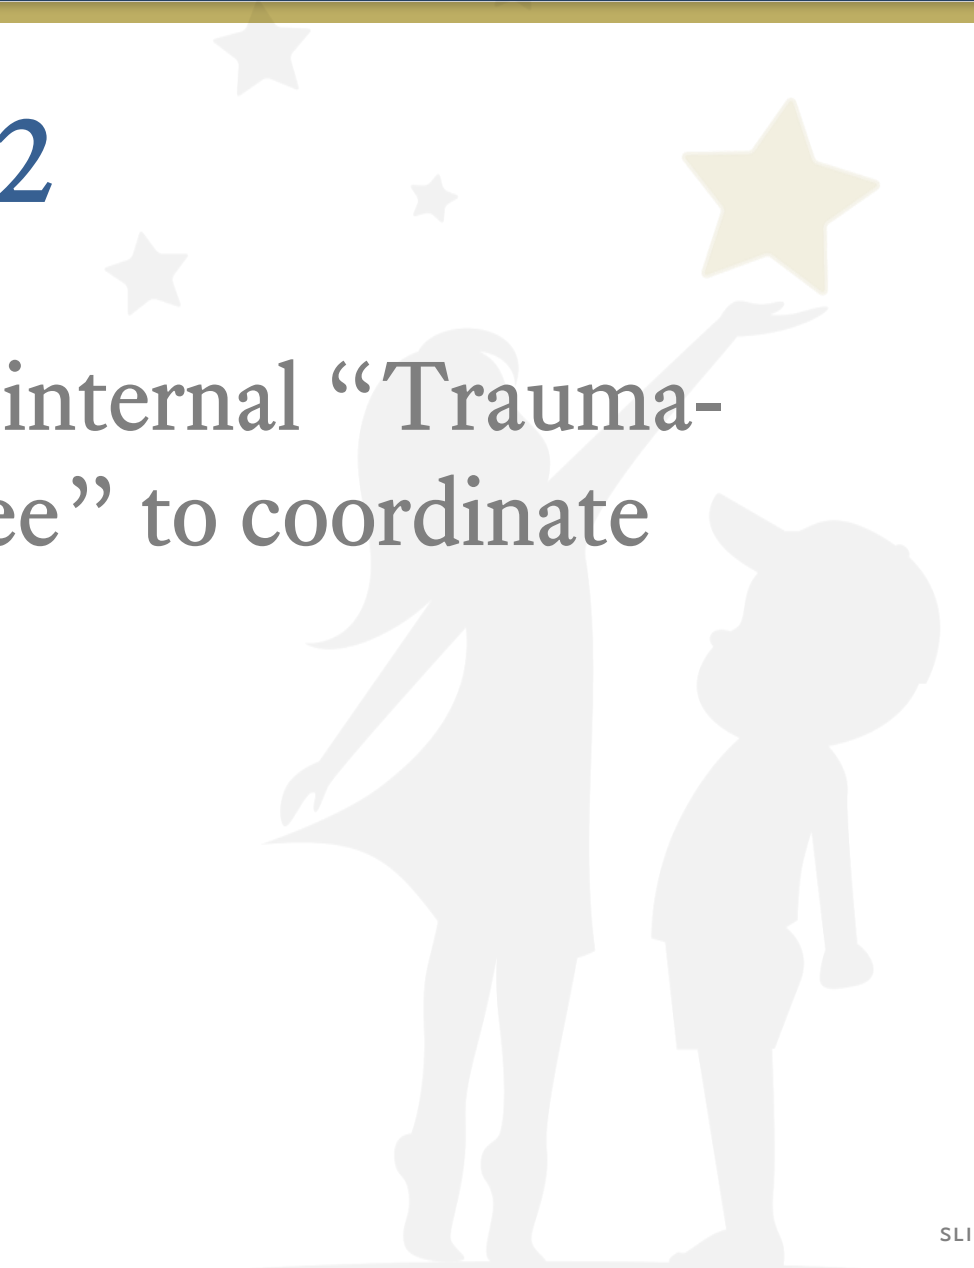 2
internal “Trauma-
ee” to coordinate
SLI